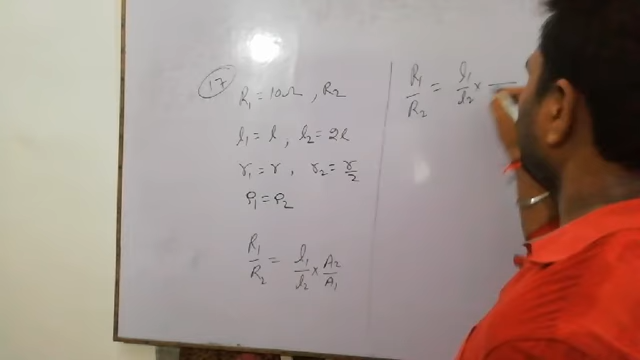 17
R₁ = 10Ω, R₂
l₁ = l, l₂ = 2l
r₁ = r, r₂ = r/2
ρ₁ = ρ₂
R₁/R₂ = l₁/l₂ × A₂/A₁
R₁/R₂ = l₁/l₂ ×